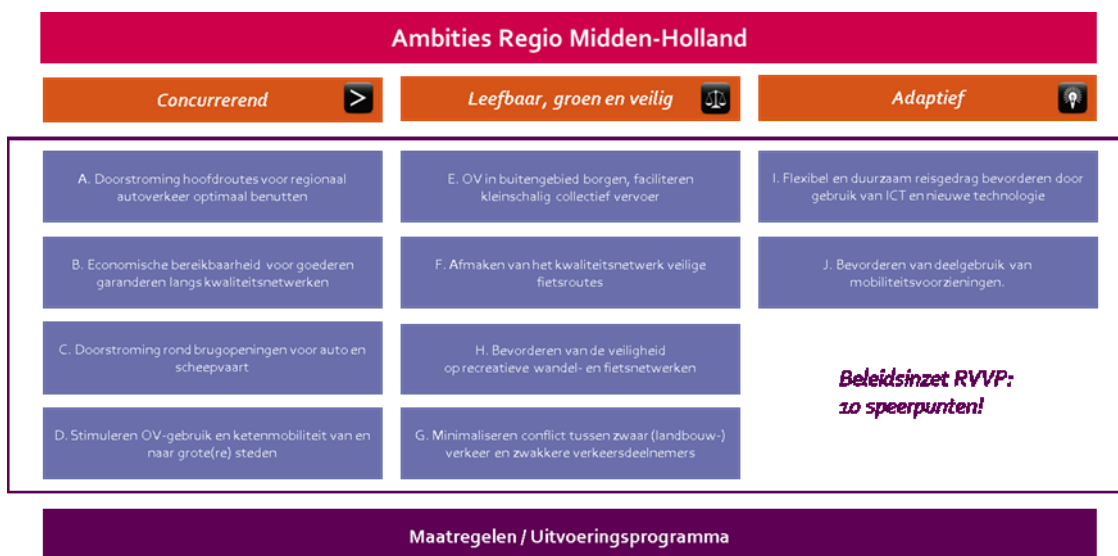 Ambities Regio Midden-Holland
Concurrerend
Leefbaar, groen en veilig
Adaptief
A. Doorstroming hoofdroutes voor regionaal
autoverkeer optimaal benutten
B. Economische bereikbaarheid voor goederen
garanderen langs kwaliteitsnetwerken
C. Doorstroming rond brugopeningen voor auto en
scheepvaart
D. Stimuleren OV-gebruik en ketenmobiliteit van en
naar grote(re) steden
E. OV in buitengebied borgen, faciliteren
kleinschalig collectief vervoer
F. Afmaken van het kwaliteitsnetwerk veilige
fietsroutes
H. Bevorderen van de veiligheid
op recreatieve wandel- en fietsnetwerken
G. Minimaliseren conflict tussen zwaar (landbouw-)
verkeer en zwakkere verkeersdeelnemers
I. Flexibel en duurzaam reisgedrag bevorderen door
gebruik van ICT en nieuwe technologie
J. Bevorderen van deelgebruik van
mobiliteitsvoorzieningen.
Beleidsinzet RVVP:
10 speerpunten!
Maatregelen / Uitvoeringsprogramma